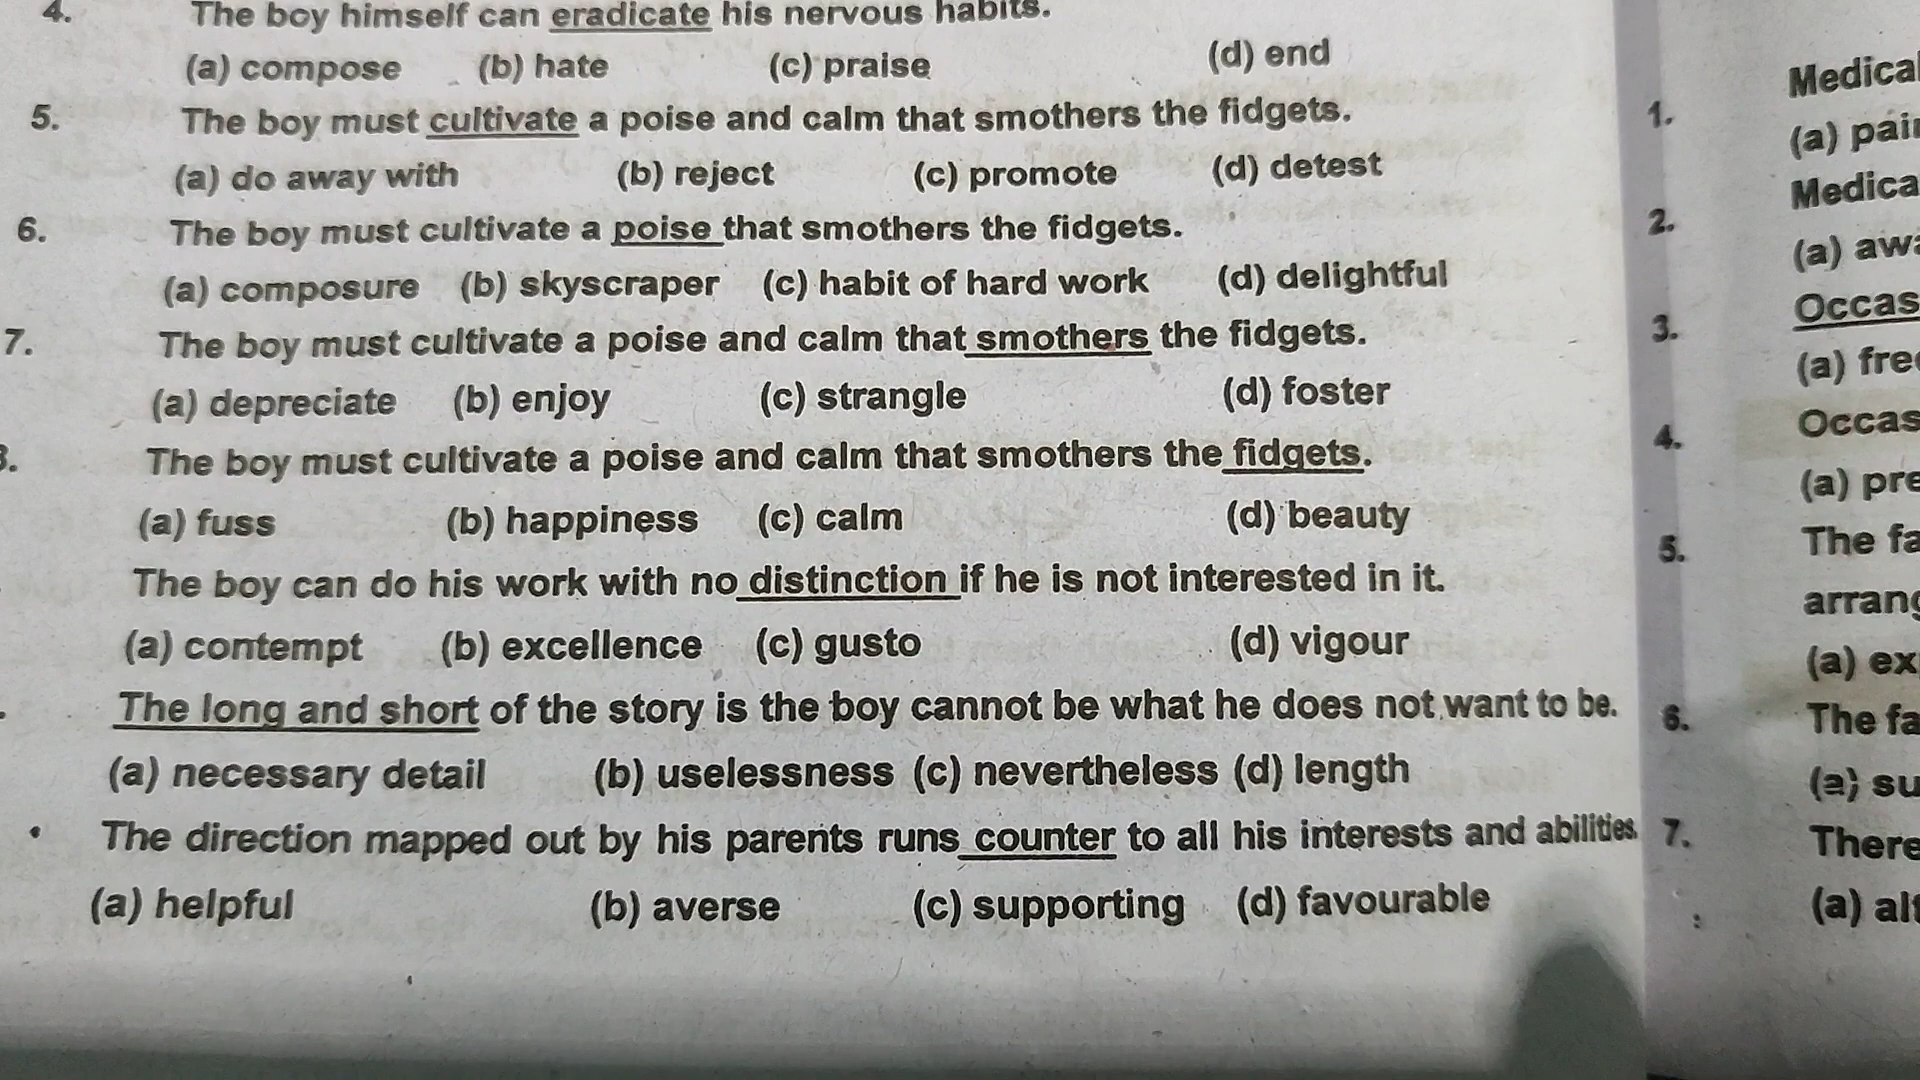 4. The boy himself can eradicate his nervous habits.
(a) compose (b) hate (c) praise (d) end
5. The boy must cultivate a poise and calm that smothers the fidgets.
(a) do away with (b) reject (c) promote (d) detest
6. The boy must cultivate a poise that smothers the fidgets.
(a) composure (b) skyscraper (c) habit of hard work (d) delightful
7. The boy must cultivate a poise and calm that smothers the fidgets.
(a) depreciate (b) enjoy (c) strangle (d) foster
The boy must cultivate a poise and calm that smothers the fidgets.
(a) fuss (b) happiness (c) calm (d) beauty
The boy can do his work with no distinction if he is not interested in it.
(a) contempt (b) excellence (c) gusto (d) vigour
The long and short of the story is the boy cannot be what he does not want to be.
(a) necessary detail (b) uselessness (c) nevertheless (d) length
The direction mapped out by his parents runs counter to all his interests and abilities.
(a) helpful (b) averse (c) supporting (d) favourable
1. Medical
(a)
2.
(a)
3.
(a)
4.
(a)
5. The
(a)
6. The
(a)
7. There
(a)